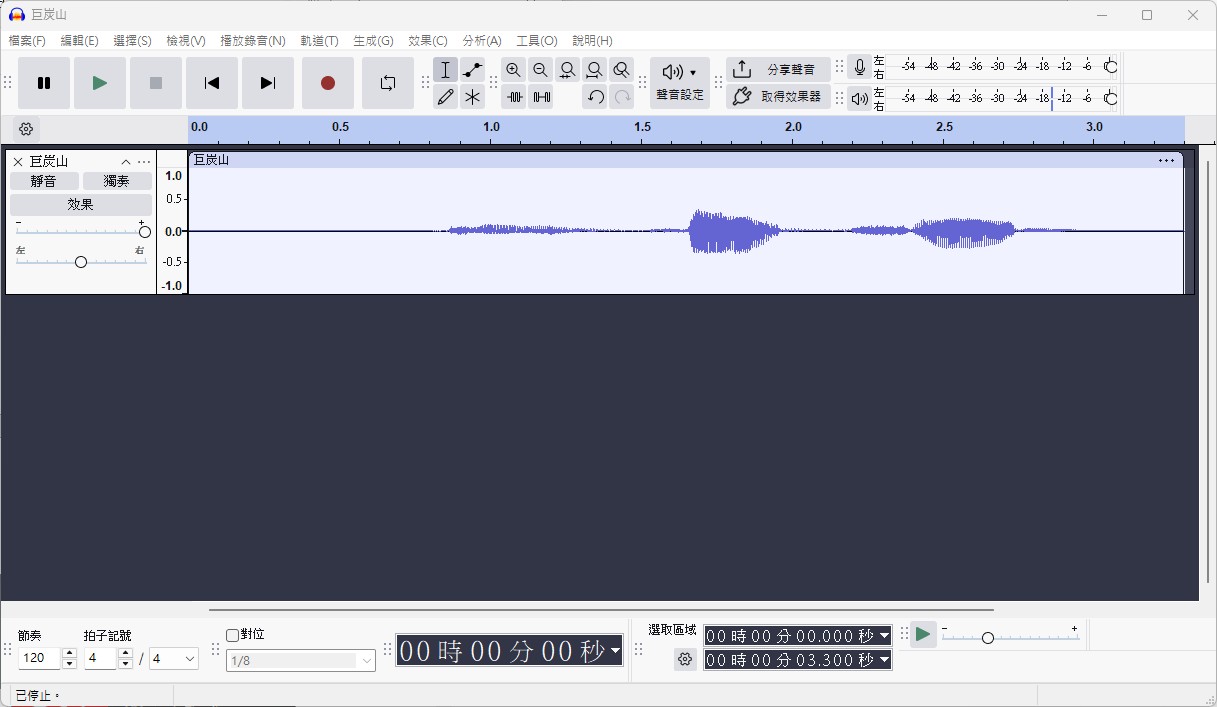 巨炭山
檔案(F) 編輯(E) 選擇(S) 檢視(V) 播放錄音(N) 軌道(T) 生成(G) 效果(C) 分析(A) 工具(O) 說明(H)
聲音設定
分享聲音
取得效果器
左 右 -54 -48 -42 -36 -30 -24 -18 -12 -6 0
左 右 -54 -48 -42 -36 -30 -24 -18 -12 -6 0
0.0 0.5 1.0 1.5 2.0 2.5 3.0
巨炭山
靜音 獨奏
效果
- +
左 右
1.0
0.5
0.0
-0.5
-1.0
巨炭山
節奏
120
拍子記號
4 / 4
對位
1/8
00 時 00 分 00 秒
選取區域
00 時 00 分 00.000 秒
00 時 00 分 03.300 秒
- +
已停止。